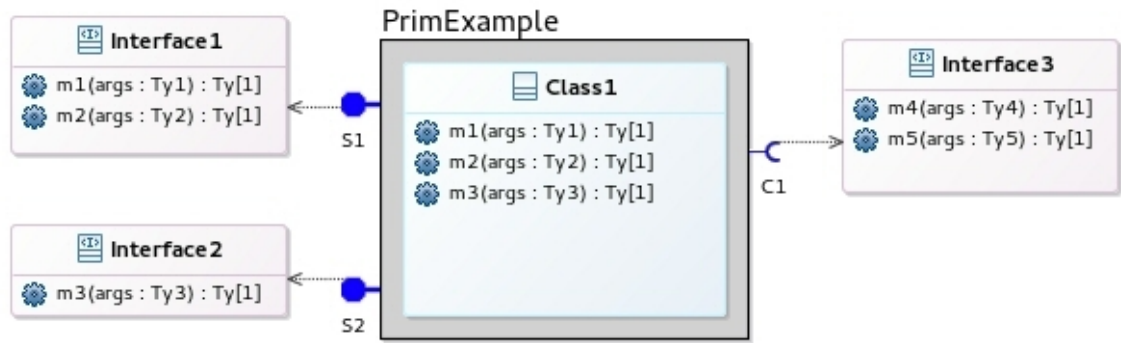 PrimExample
Interface1
m1(args : Ty1) : Ty[1]
m2(args : Ty2) : Ty[1]
S1
Interface2
m3(args : Ty3) : Ty[1]
S2
Class1
m1(args : Ty1) : Ty[1]
m2(args : Ty2) : Ty[1]
m3(args : Ty3) : Ty[1]
C1
Interface3
m4(args : Ty4) : Ty[1]
m5(args : Ty5) : Ty[1]